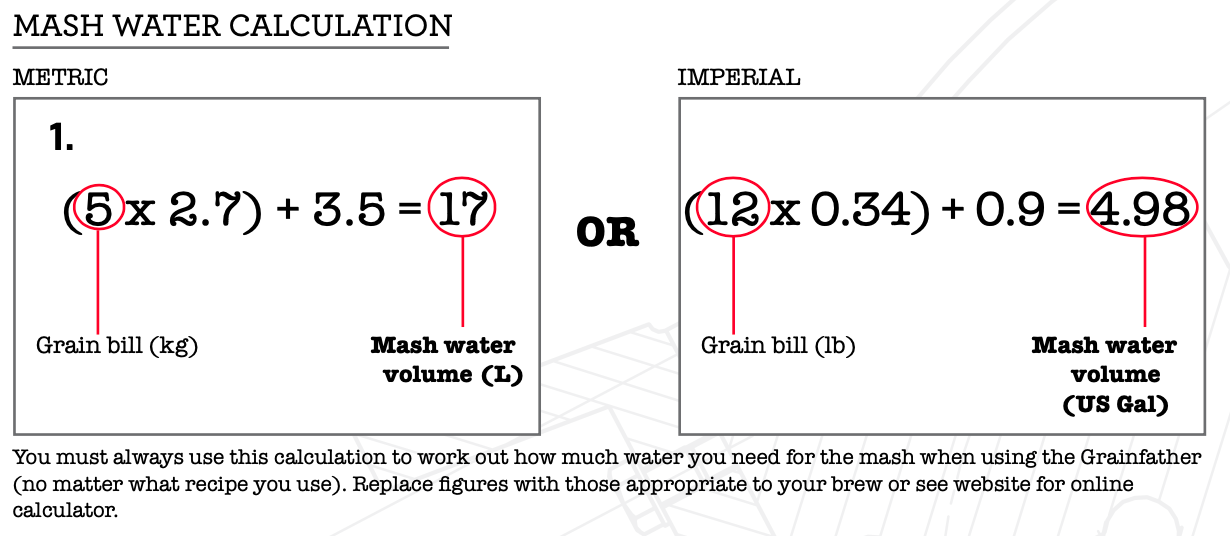 MASH WATER CALCULATION
METRIC
1.
(5 x 2.7) + 3.5 = 17
Grain bill (kg)
Mash water
volume (L)
OR
IMPERIAL
(12 x 0.34) + 0.9 = 4.98
Grain bill (lb)
Mash water
volume
(US Gal)
You must always use this calculation to work out how much water you need for the mash when using the Grainfather
(no matter what recipe you use). Replace figures with those appropriate to your brew or see website for online
calculator.